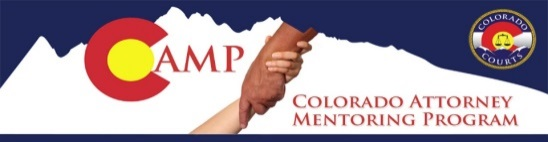 CAMP
COLORADO ATTORNEY
MENTORING PROGRAM
COLORADO
COURTS